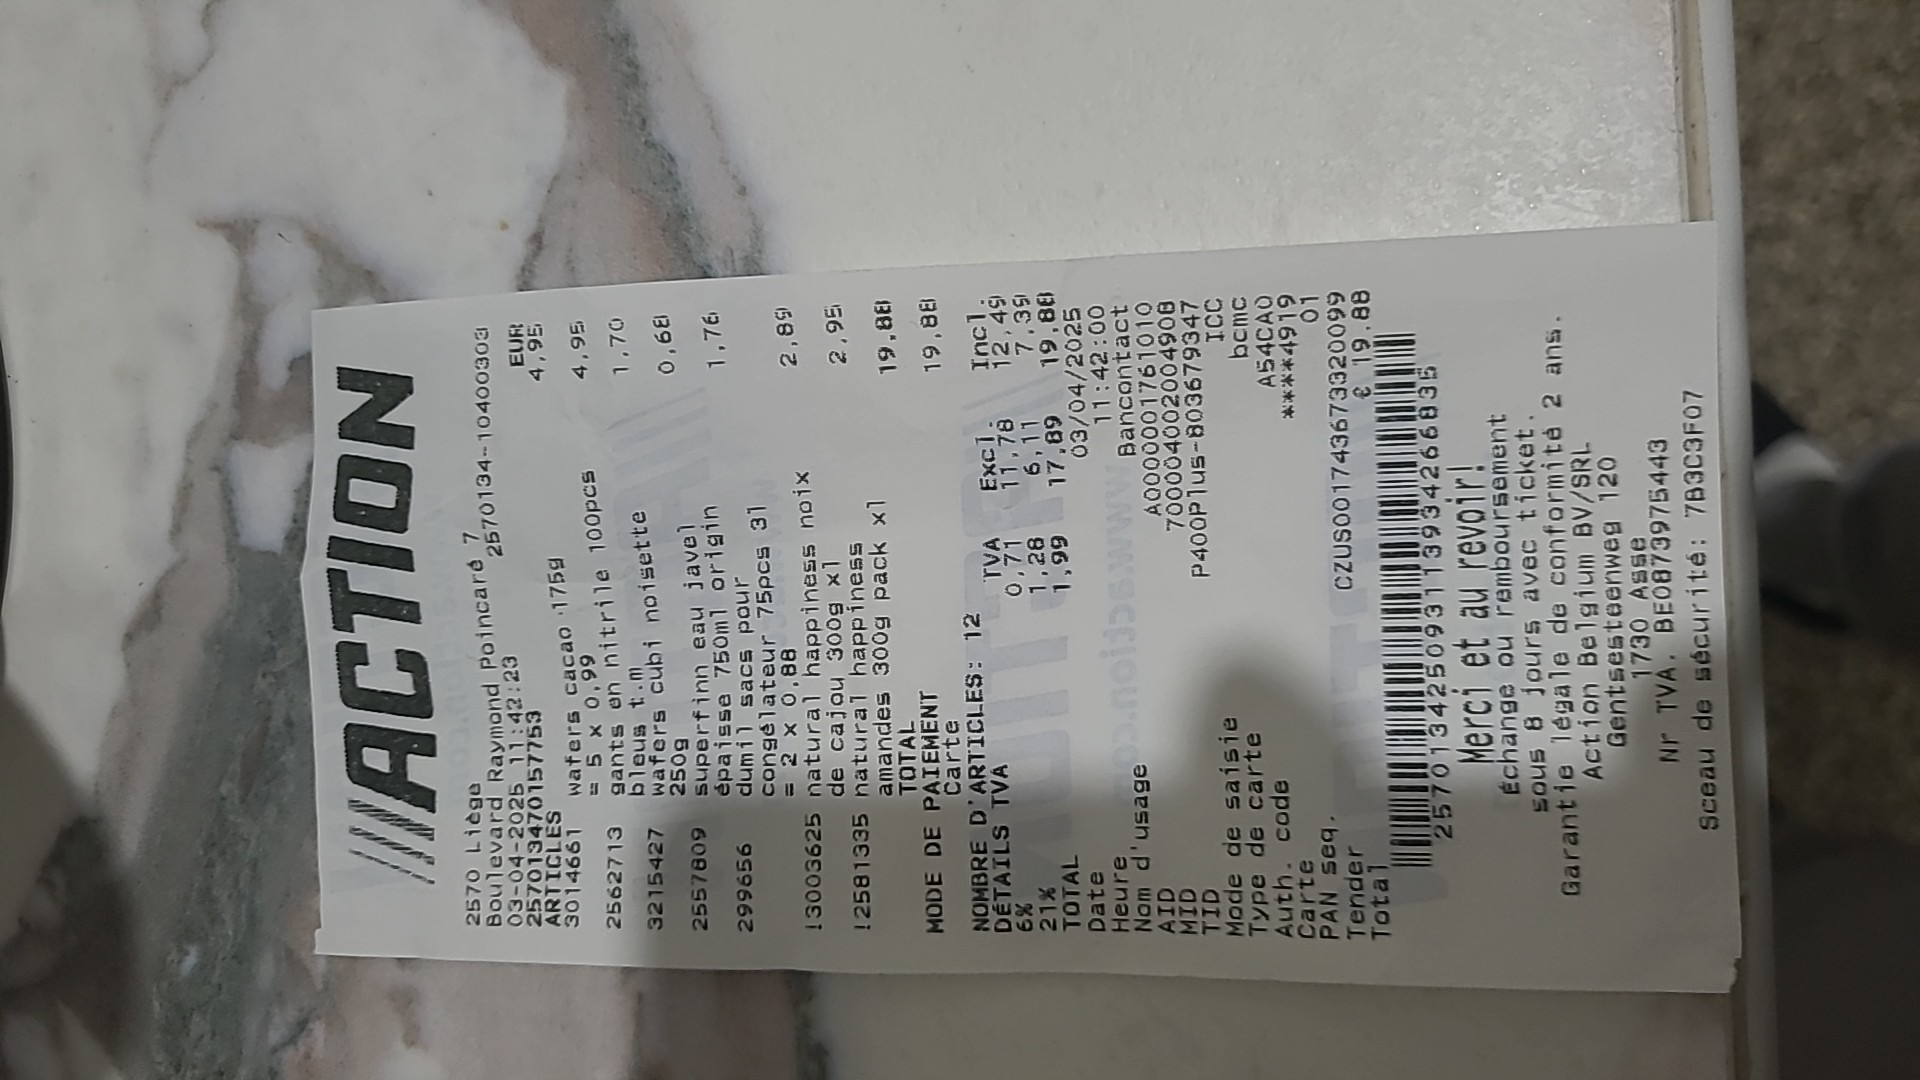 ACTION
2570 Liège
Boulevard Raymond Poincaré 7
03-04-2025 11:42:23 2570134-10400303
2570134701577 53 EUR
ARTICLES 4,95
3014661 wafers cacao 175g
= 5 x 0,99 4,95
2562713 gants en nitrile 100pcs 1,70
bleus t.m
3215427 wafers cubi noisette 0,68
250g
2557809 superfinn eau javel 1,76
épaisse 750ml origin
299656 dumil sacs pour
congélateur 75pcs 3l
= 2 x 0,88 2,89
!3003625 natural happiness noix
de cajou 300g x1 2,95
!2581335 natural happiness
amandes 300g pack x1 19,88
TOTAL
MODE DE PAIEMENT 19,88
Carte
NOMBRE D'ARTICLES: 12
DÉTAILS TVA TVA Excl. Incl.
6% 0,71 11,78 12,49
21% 1,28 6,11 7,39
TOTAL 1,99 17,89 19,88
Date 03/04/2025
Heure 11:42:00
Nom d'usage Bancontact
AID A0000001761010
MID 700004002004908
TID P400Plus-803679347
Mode de saisie ICC
Type de carte bcmc
Auth. code A54CA0
Carte ****4919
PAN seq. 01
Tender CZUS001743673320099
Total € 19.88
257013425093113934266835
Merci et au revoir!
Échange ou remboursement
sous 8 jours avec ticket.
Garantie légale de conformité 2 ans.
Action Belgium BV/SRL
Gentsesteenweg 120
1730 Asse
Nr TVA. BE0873975443
Sceau de sécurité: 7B3C3F07